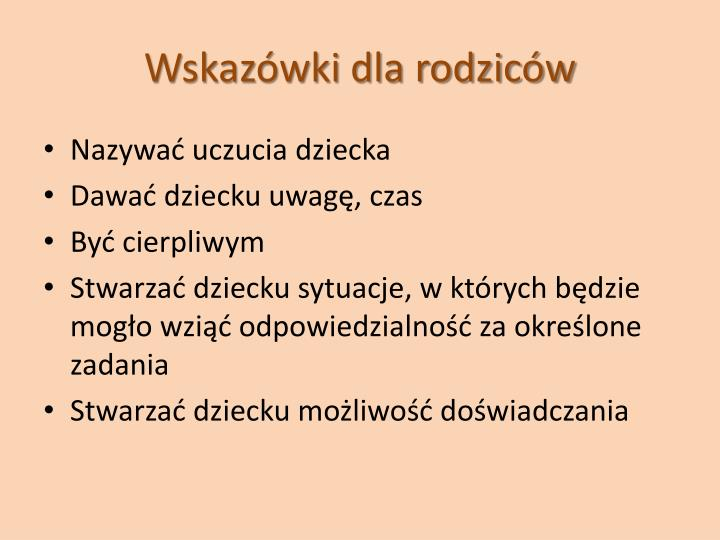 Wskazówki dla rodziców
• Nazywać uczucia dziecka
• Dawać dziecku uwagę, czas
• Być cierpliwym
• Stwarzać dziecku sytuacje, w których będzie
mogło wziąć odpowiedzialność za określone
zadania
• Stwarzać dziecku możliwość doświadczania